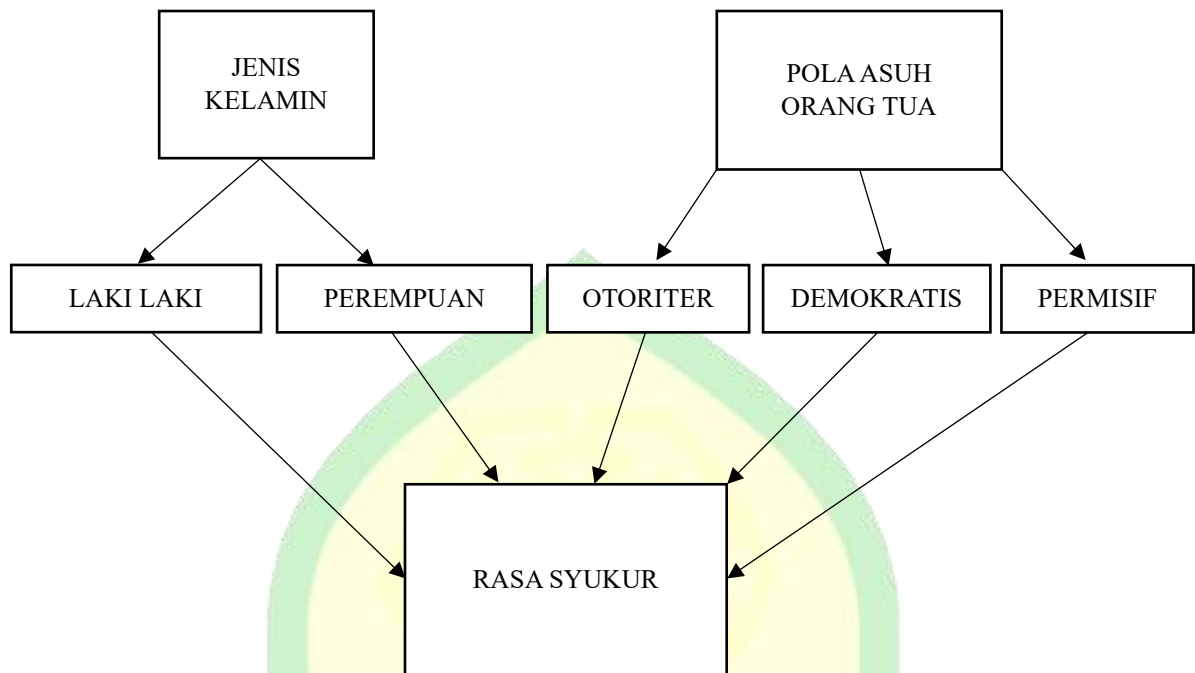 JENIS
KELAMIN
POLA ASUH
ORANG TUA
LAKI LAKI
PEREMPUAN
OTORITER
DEMOKRATIS
PERMISIF
RASA SYUKUR